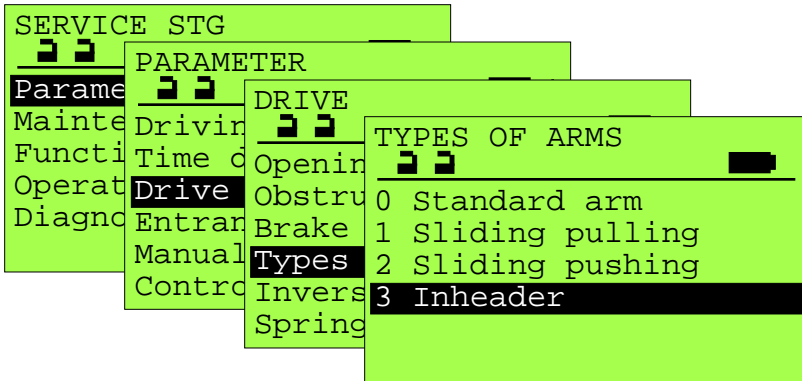 SERVICE STG
Parame
Mainte
Functi
Operat
Diagno
PARAMETER
Drivin
Time d
Drive
Entran
Manual
Contro
DRIVE
Openin
Obstru
Brake
Types
Invers
Spring
TYPES OF ARMS
0 Standard arm
1 Sliding pulling
2 Sliding pushing
3 Inheader